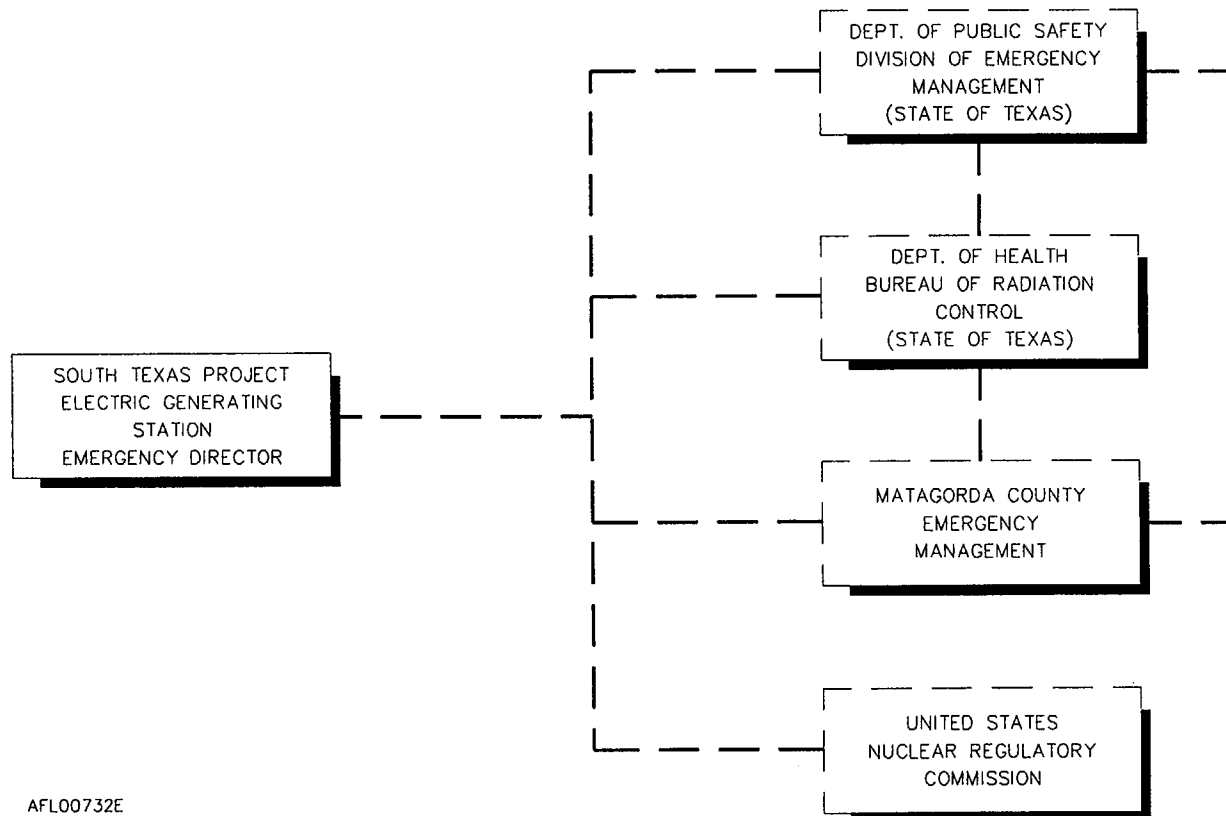 DEPT. OF PUBLIC SAFETY
DIVISION OF EMERGENCY
MANAGEMENT
(STATE OF TEXAS)
DEPT. OF HEALTH
BUREAU OF RADIATION
CONTROL
(STATE OF TEXAS)
SOUTH TEXAS PROJECT
ELECTRIC GENERATING
STATION
EMERGENCY DIRECTOR
MATAGORDA COUNTY
EMERGENCY
MANAGEMENT
UNITED STATES
NUCLEAR REGULATORY
COMMISSION
AFL00732E